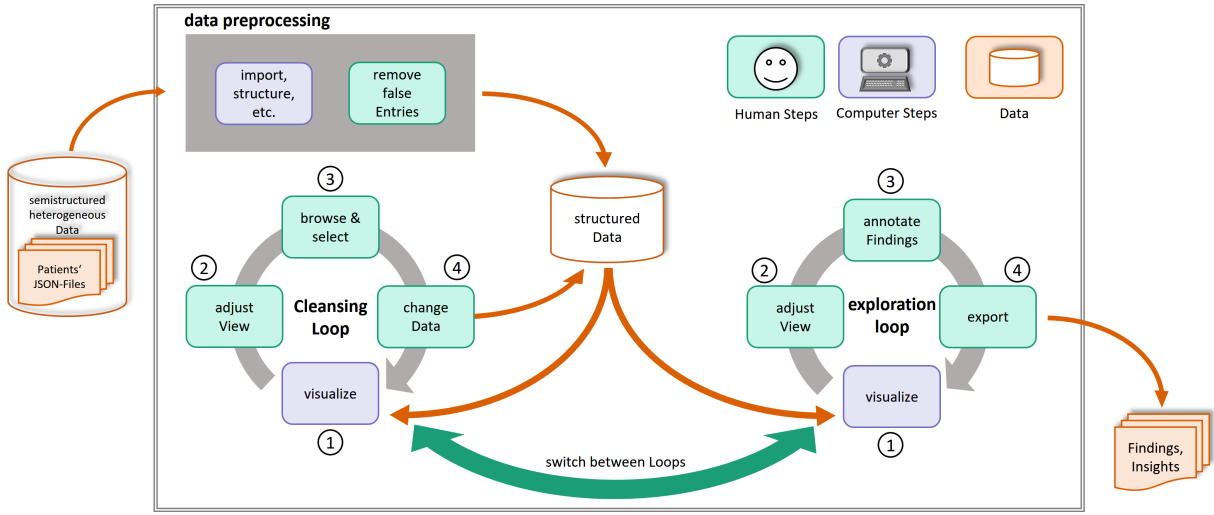 data preprocessing
import,
structure,
etc.
remove
false
Entries
Human Steps
Computer Steps
Data
semistructured
heterogeneous
Data
Patients'
JSON-Files
structured
Data
3
browse &
select
2
adjust
View
Cleansing
Loop
4
change
Data
visualize
1
3
annotate
Findings
2
adjust
View
exploration
loop
4
export
visualize
1
switch between Loops
Findings,
Insights